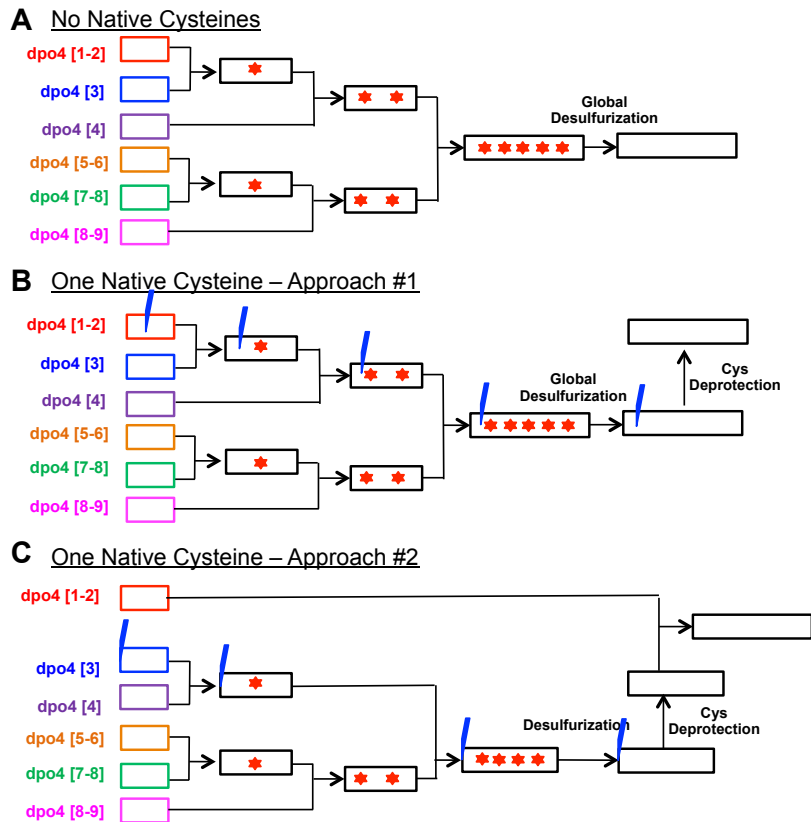 A No Native Cysteines
dpo4 [1-2]
dpo4 [3]
dpo4 [4]
dpo4 [5-6]
dpo4 [7-8]
dpo4 [8-9]
Global
Desulfurization
B One Native Cysteine – Approach #1
dpo4 [1-2]
dpo4 [3]
dpo4 [4]
dpo4 [5-6]
dpo4 [7-8]
dpo4 [8-9]
Global
Desulfurization
Cys
Deprotection
C One Native Cysteine – Approach #2
dpo4 [1-2]
dpo4 [3]
dpo4 [4]
dpo4 [5-6]
dpo4 [7-8]
dpo4 [8-9]
Desulfurization
Cys
Deprotection